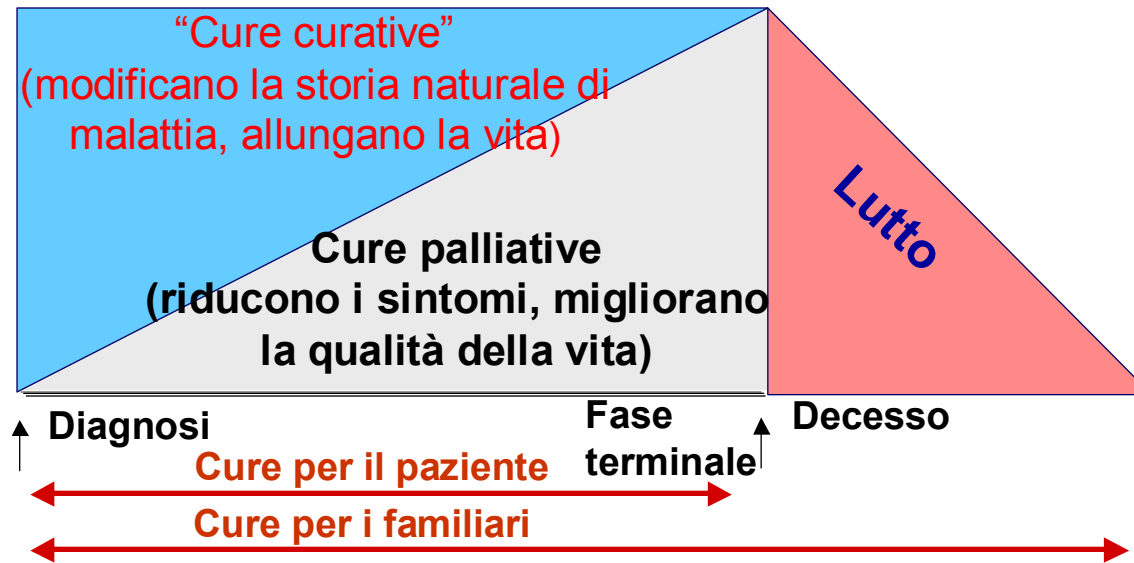 “Cure curative”
(modificano la storia naturale di
malattia, allungano la vita)
Lutto
Cure palliative
(riducono i sintomi, migliorano
la qualità della vita)
Diagnosi
Fase
terminale
Decesso
Cure per il paziente
Cure per i familiari